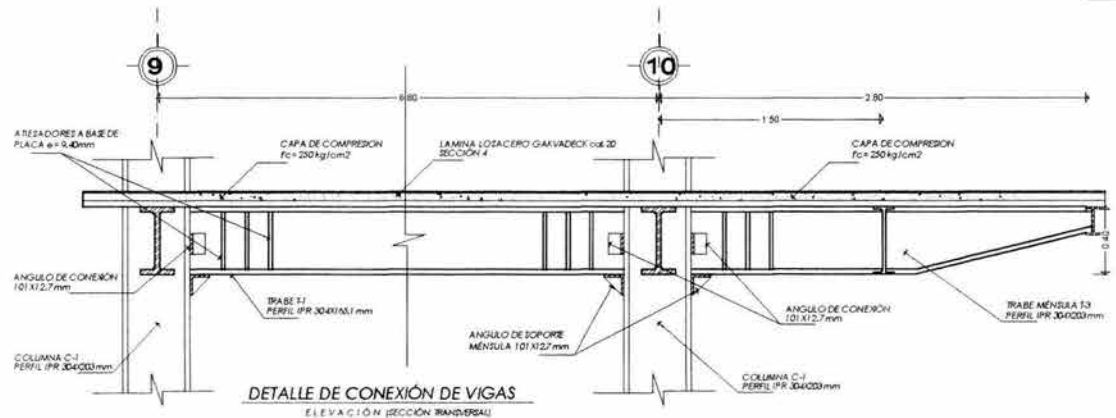 9
10
6.80
2.80
1.50
ATIESADORES A BASE DE
PLACA e = 9.40mm
CAPA DE COMPRESION
f'c= 250 kg/cm2
LAMINA LOSACERO GAKVADECK cal. 20
SECCIÓN 4
CAPA DE COMPRESION
f'c= 250 kg/cm2
0.40
ANGULO DE CONEXIÓN
101 X 12.7 mm
TRABE T-1
PERFIL IPR 304X165.1 mm
ANGULO DE SOPORTE
MÉNSULA 101 X 12.7 mm
ANGULO DE CONEXIÓN
101 X 12.7 mm
TRABE MÉNSULA T-3
PERFIL IPR 304X203 mm
COLUMNA C-1
PERFIL IPR 304X203 mm
COLUMNA C-1
PERFIL IPR 304X203 mm
DETALLE DE CONEXIÓN DE VIGAS
ELEVACIÓN (SECCIÓN TRANSVERSAL)